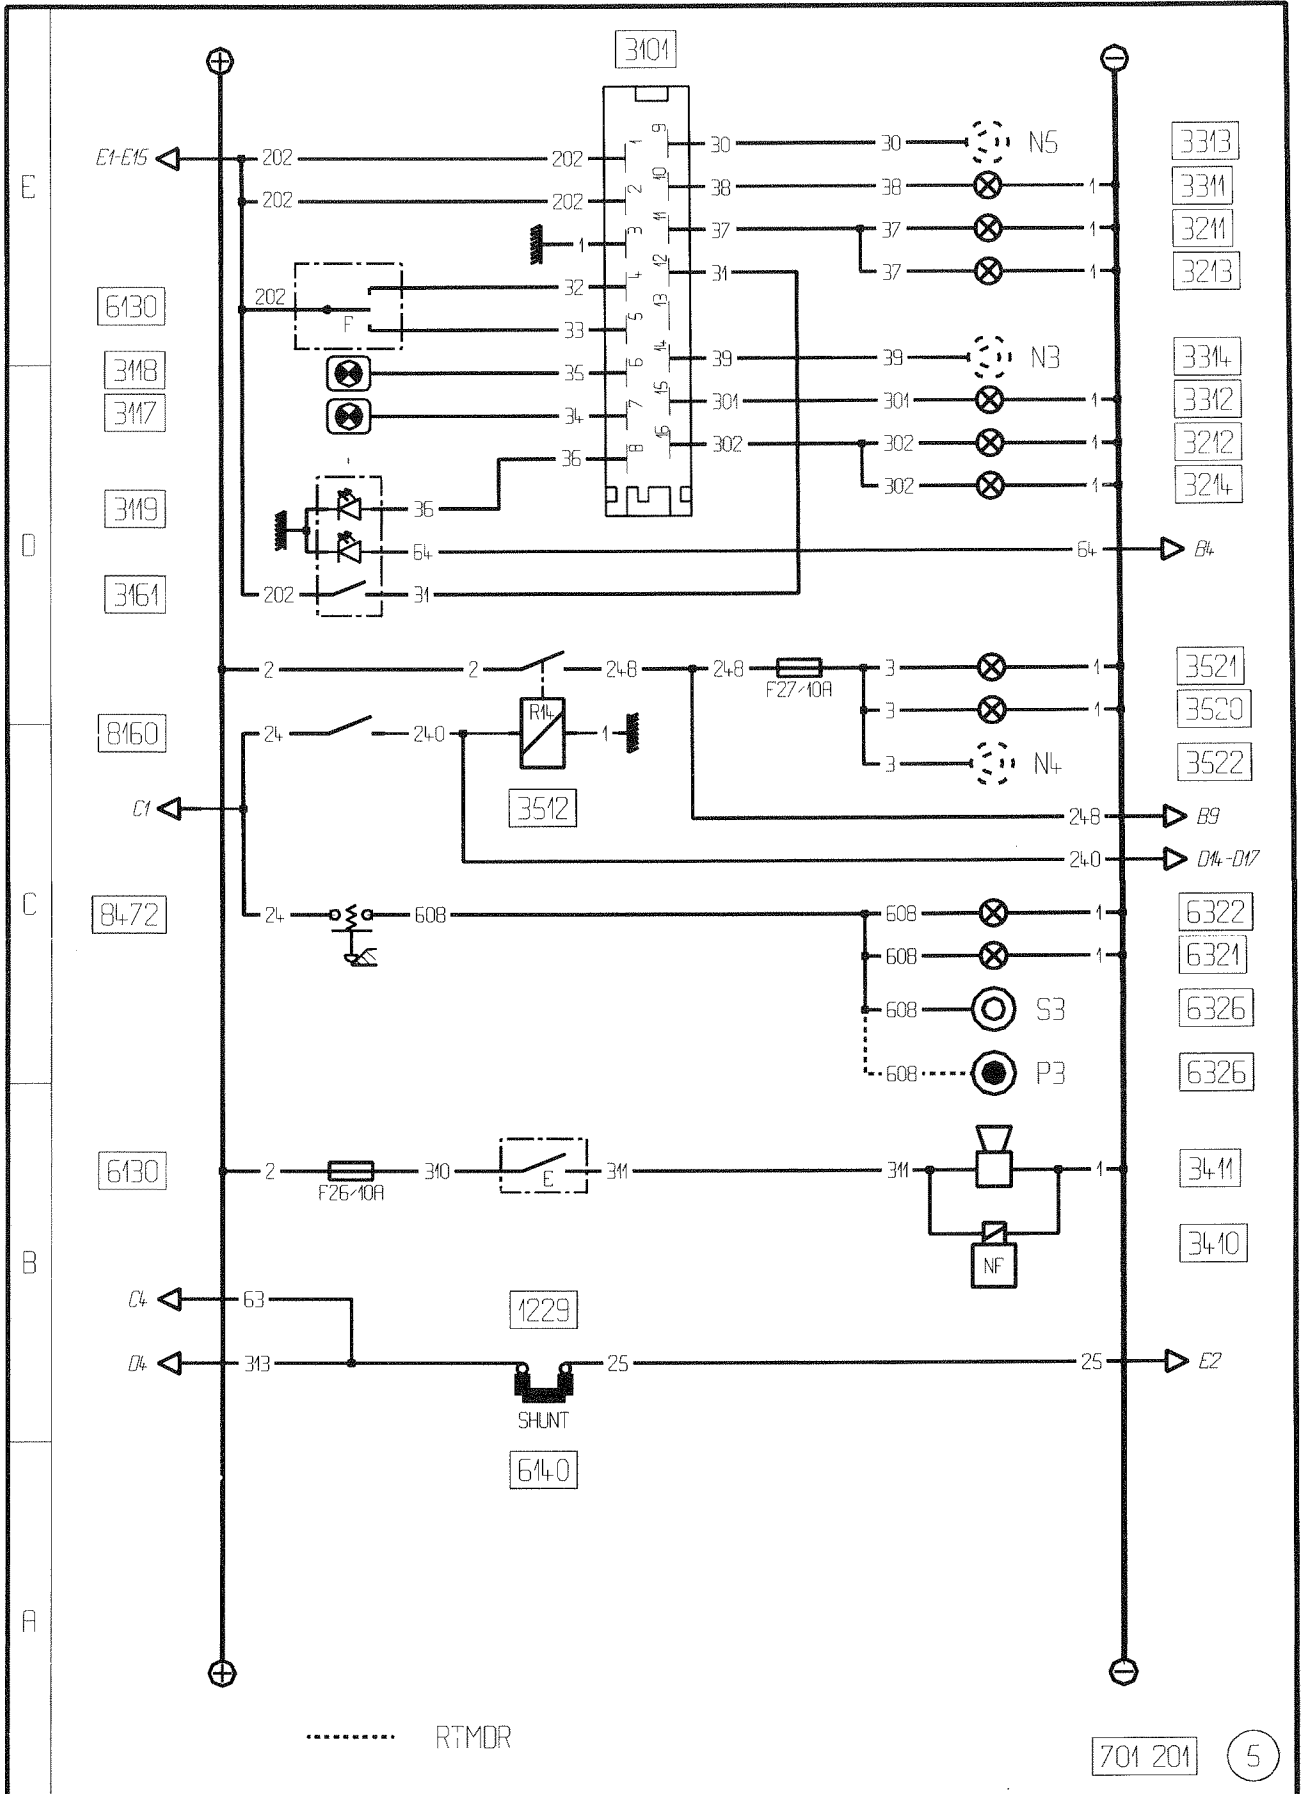 3101
E1-E15 202 202 1 9 30 30 N5 3313
E 202 202 2 10 38 38 1 3311
1 3 11 37 37 1 3211
32 4 12 31 37 1 3213
6130 202 F 33 5 13
3118 35 6 14 39 39 N3 3314
3117 34 7 15 301 301 1 3312
36 8 16 302 302 1 3212
302 1 3214
3119 36
D 64 64 B4
3161 202 31
2 2 248 248 F27/10A 3 1 3521
R14 3 1 3520
8160 24 240 1
3 N4 3522
C1 3512 248 B9
240 D14-D17
C 8472 24 608 608 1 6322
608 1 6321
608 S3 6326
608 P3 6326
6130 2 F26/10A 310 E 311 311 1 3411
B NF 3410
C4 63 1229
D4 313 25 25 E2
SHUNT
6140
A
RTMDR
701 201 5